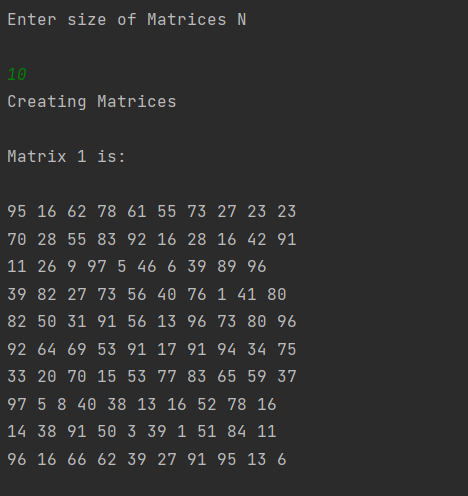 Enter size of Matrices N
10
Creating Matrices
Matrix 1 is:
95 16 62 78 61 55 73 27 23 23
70 28 55 83 92 16 28 16 42 91
11 26 9 97 5 46 6 39 89 96
39 82 27 73 56 40 76 1 41 80
82 50 31 91 56 13 96 73 80 96
92 64 69 53 91 17 91 94 34 75
33 20 70 15 53 77 83 65 59 37
97 5 8 40 38 13 16 52 78 16
14 38 91 50 3 39 1 51 84 11
96 16 66 62 39 27 91 95 13 6